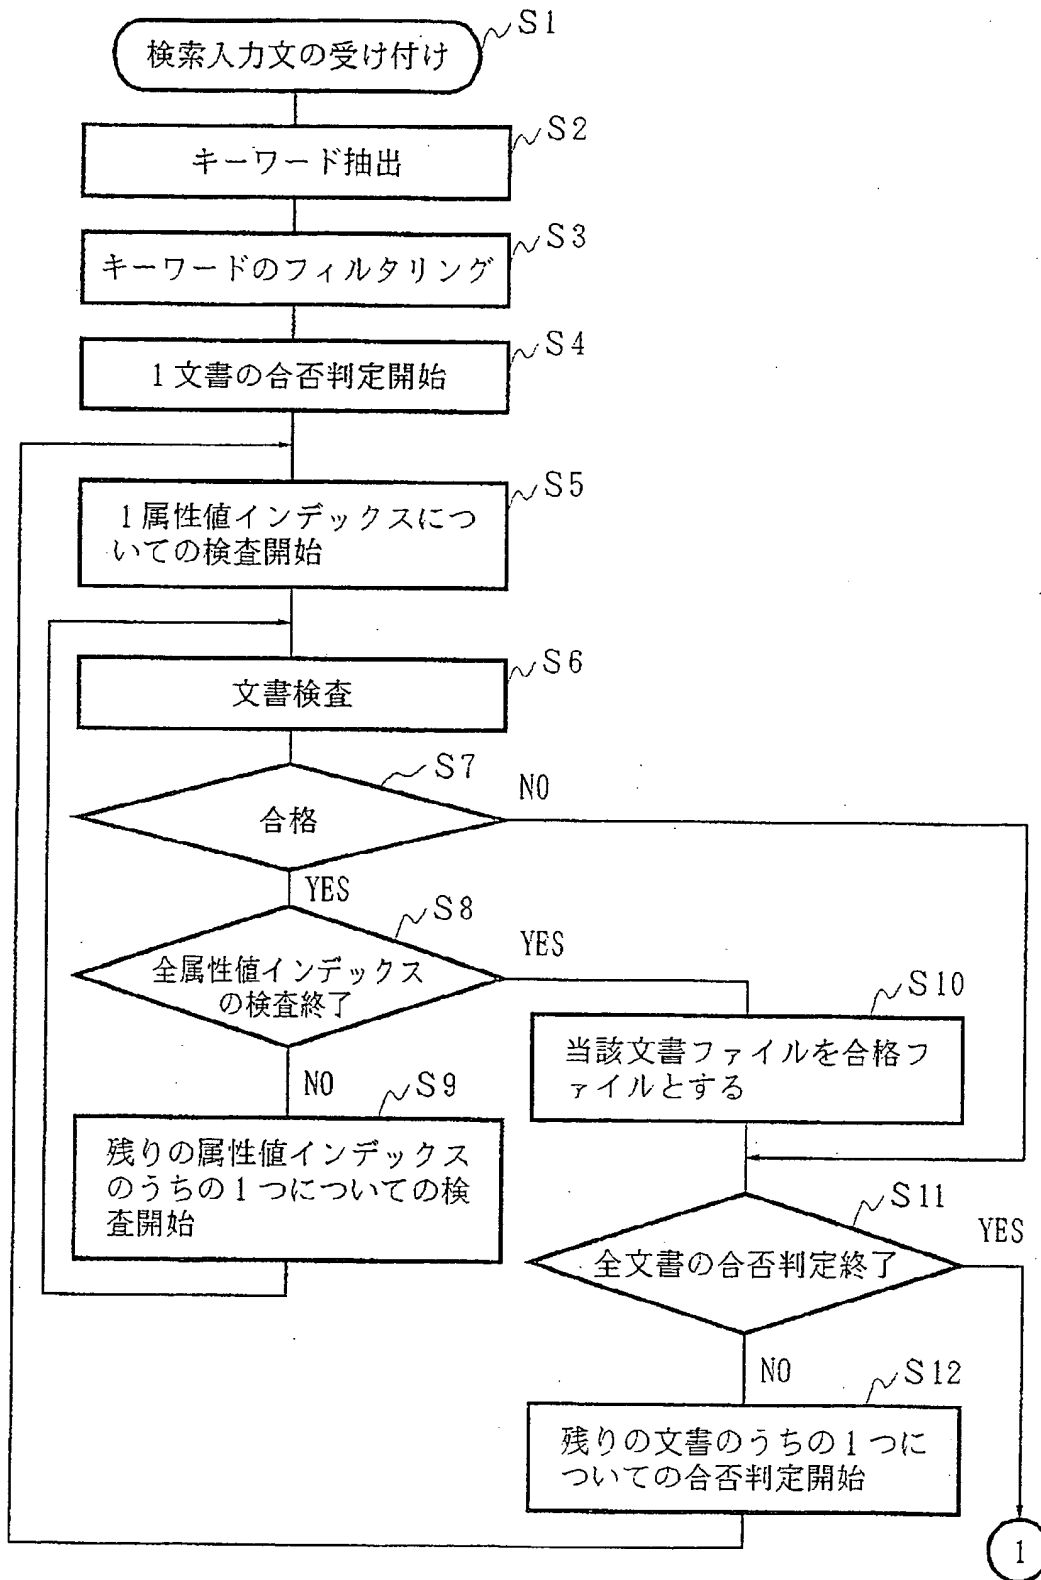 検索入力文の受け付け
S1
キーワード抽出
S2
キーワードのフィルタリング
S3
1文書の合否判定開始
S4
1属性値インデックスにつ
いての検査開始
S5
文書検査
S6
合格
S7
NO
YES
全属性値インデックス
の検査終了
S8
YES
NO
残りの属性値インデックス
のうちの1つについての検
査開始
S9
当該文書ファイルを合格フ
ァイルとする
S10
全文書の合否判定終了
S11
YES
NO
残りの文書のうちの1つに
ついての合否判定開始
S12
1